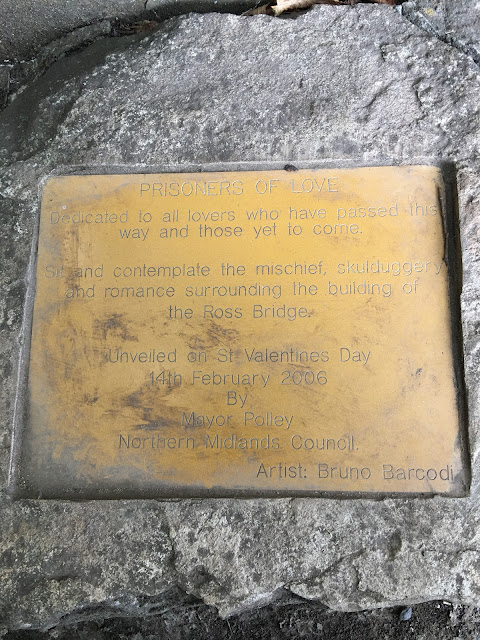 PRISONERS OF LOVE
Dedicated to all lovers who have passed this
way and those yet to come.
Sit and contemplate the mischief, skulduggery
and romance surrounding the building of
the Ross Bridge.
Unveiled on St Valentines Day
14th February 2006
By
Mayor Polley
Northern Midlands Council.
Artist: Bruno Barcodi